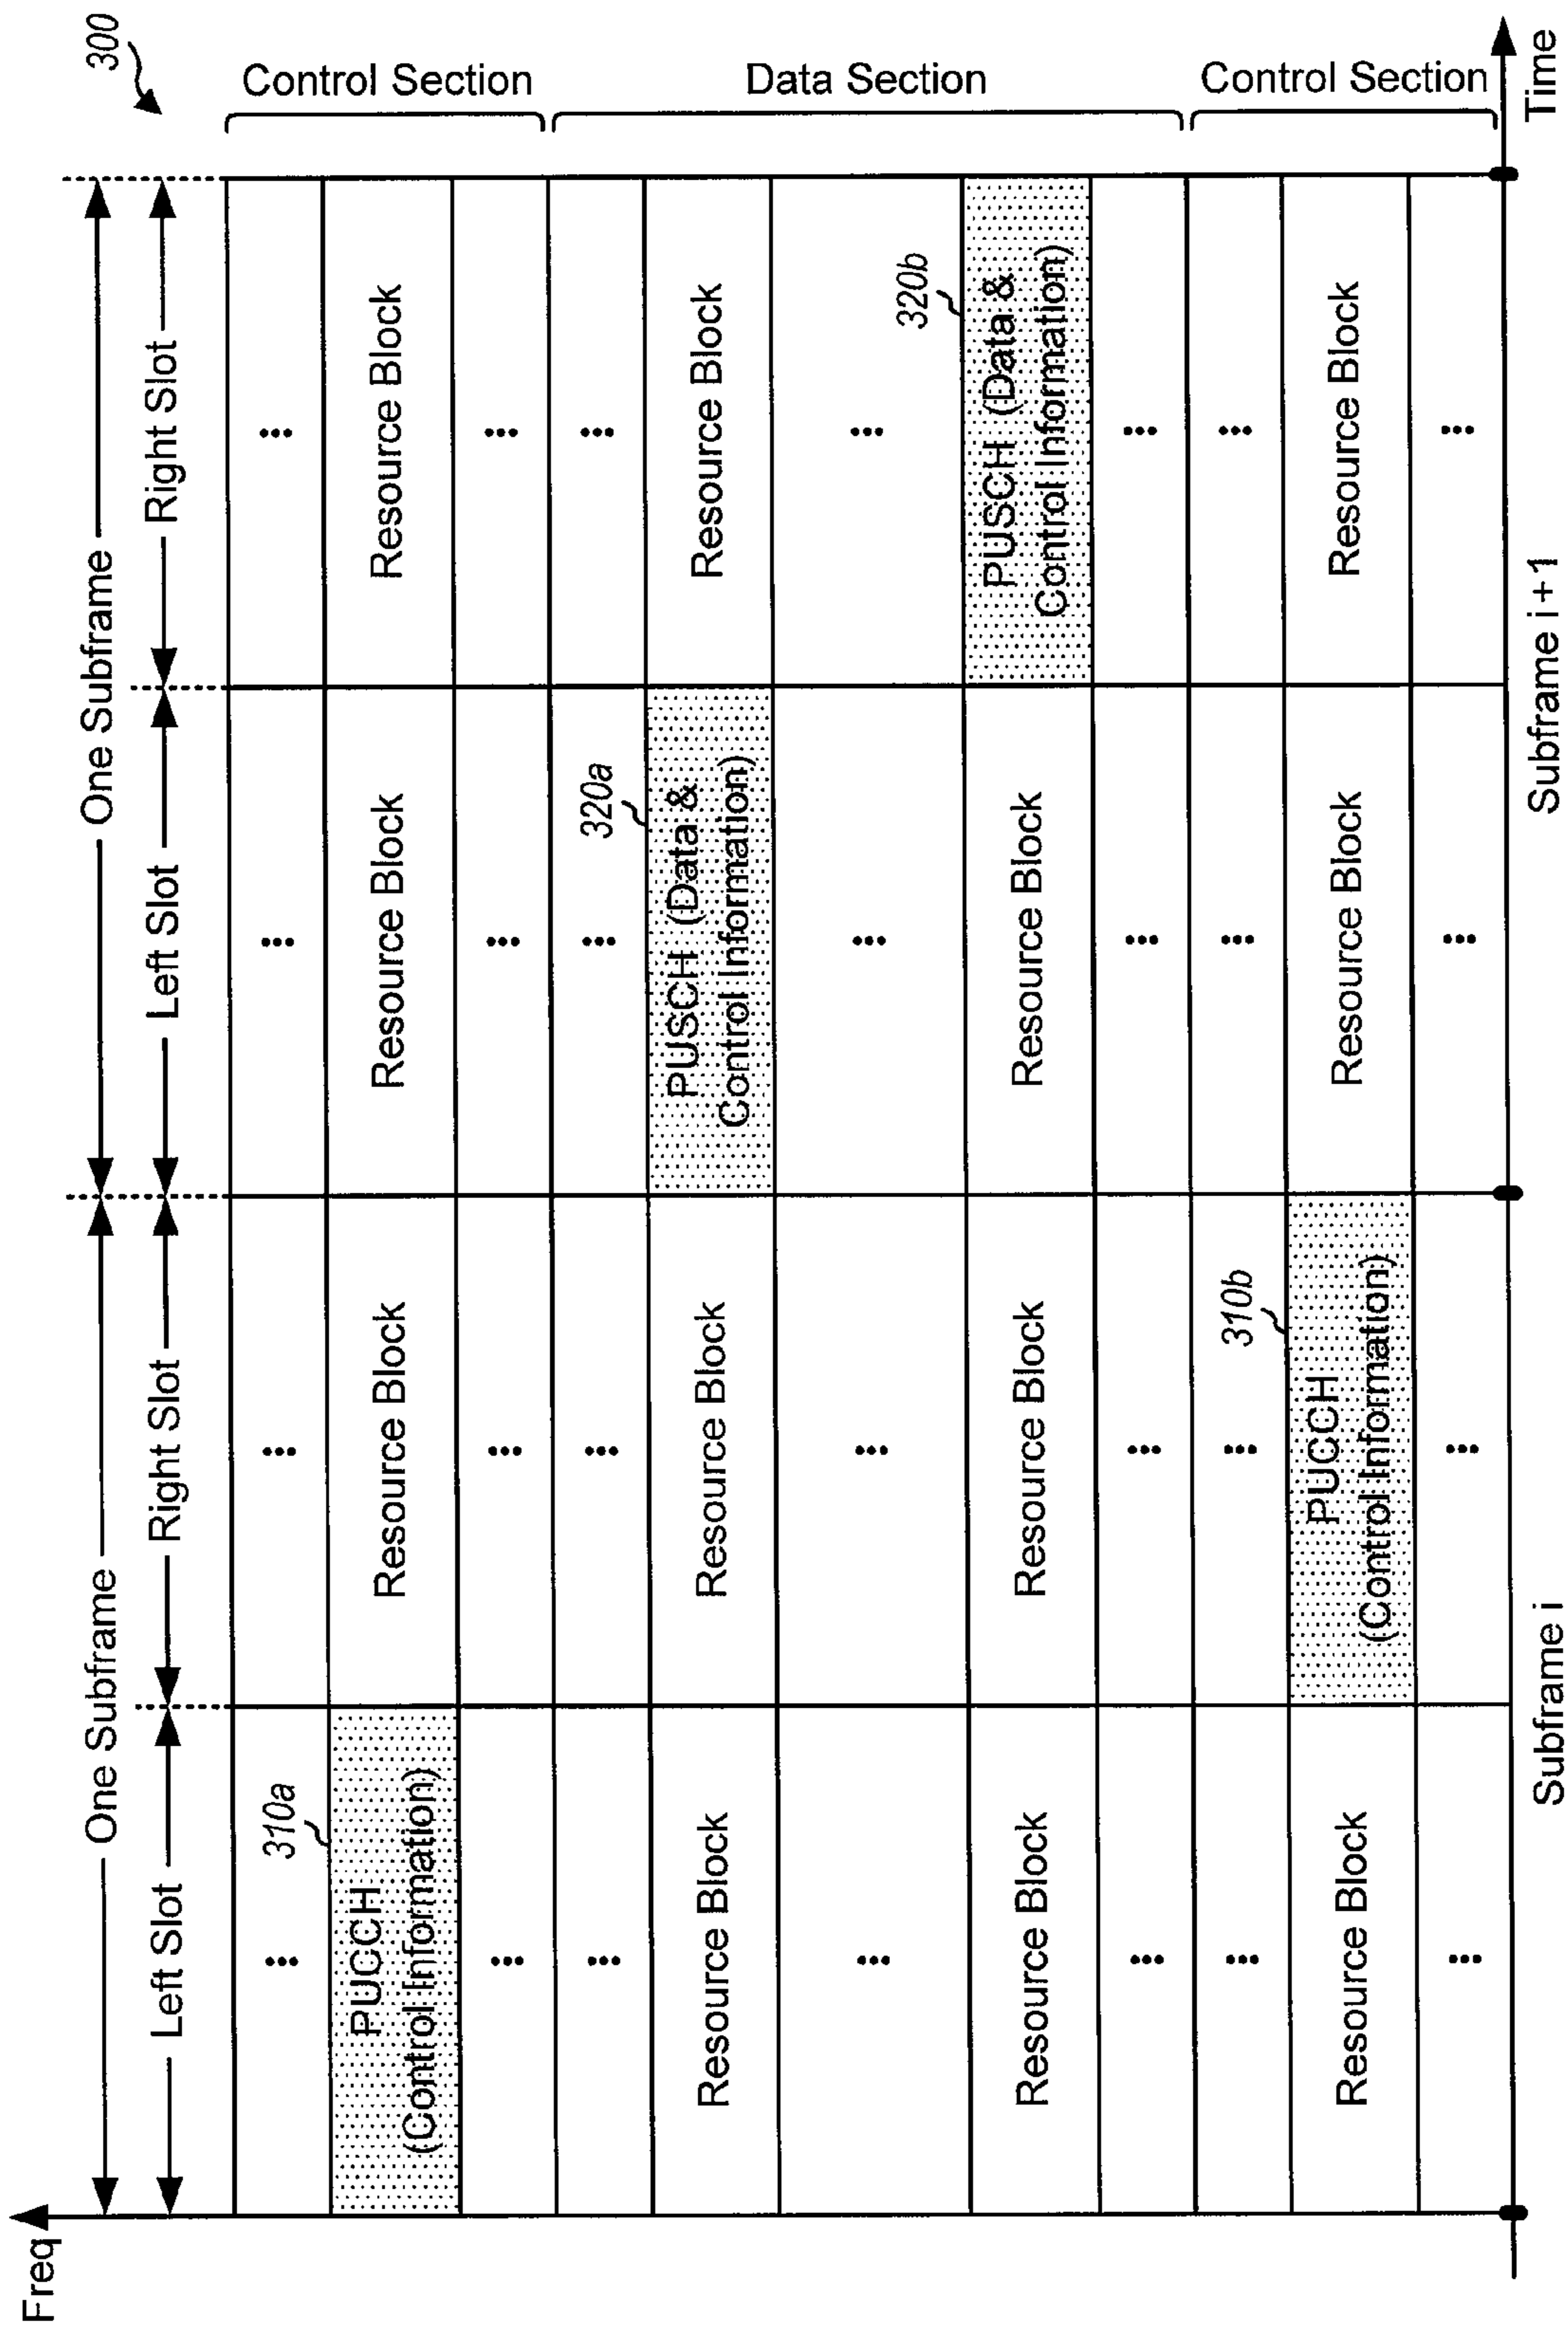 300
Freq
One Subframe
One Subframe
Left Slot
Right Slot
Left Slot
Right Slot
Control Section
Data Section
Control Section
...
...
...
...
310a
PUCCH
(Control Information)
Resource Block
Resource Block
Resource Block
...
...
...
...
...
...
...
...
320a
Resource Block
Resource Block
PUSCH (Data &
Control Information)
Resource Block
...
...
...
...
320b
Resource Block
Resource Block
Resource Block
PUSCH (Data &
Control Information)
...
...
...
...
...
...
...
...
310b
Resource Block
PUCCH
(Control Information)
Resource Block
Resource Block
...
...
...
...
Time
Subframe i
Subframe i + 1